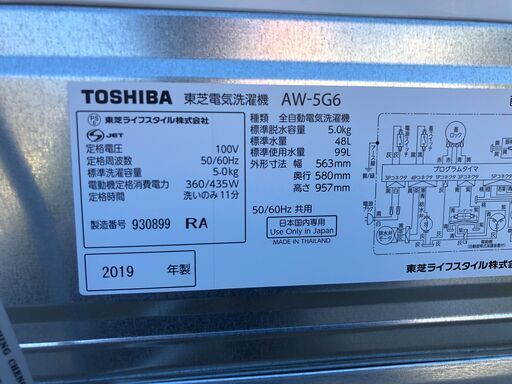 TOSHIBA 東芝電気洗濯機 AW-5G6
東芝ライフスタイル株式会社
JET
定格電圧 100V
定格周波数 50/60Hz
標準洗濯容量 5.0kg
電動機定格消費電力 360/435W
定格時間 洗いのみ 11分
製造番号 930899 RA
2019 年製
種類 全自動電気洗濯機
標準脱水容量 5.0kg
標準水量 48L
標準使用水量 99L
外形寸法 幅 563mm
奥行 580mm
高さ 957mm
50/60Hz 共用
日本国内専用
Use Only in Japan
MADE IN THAILAND
プログラムタイマ
東芝ライフスタイル株式会